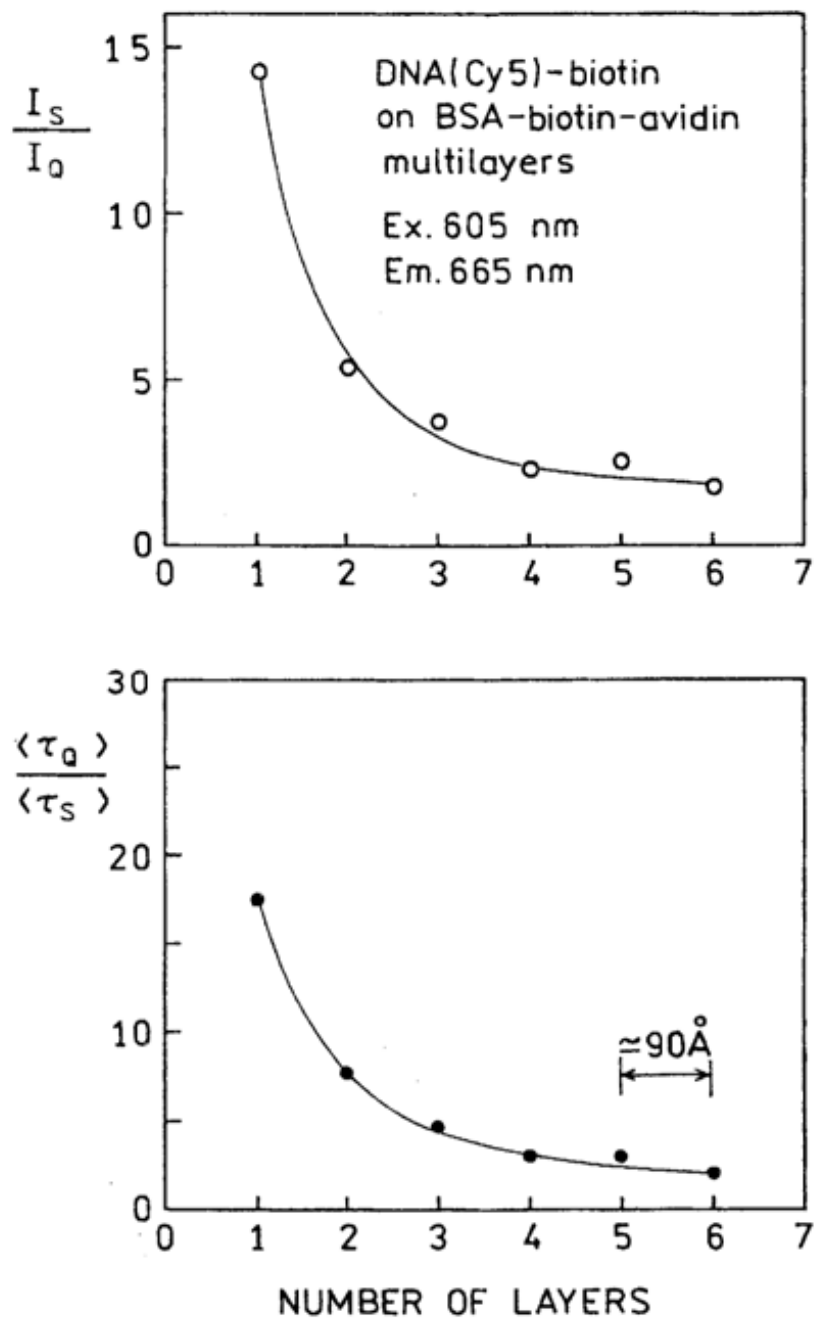 15
I_S
I_Q
DNA(Cy5)-biotin
on BSA-biotin-avidin
multilayers
10
Ex. 605 nm
Em. 665 nm
5
0
0 1 2 3 4 5 6 7
30
⟨τ_Q⟩
⟨τ_S⟩
20
10
≃90Å
0
0 1 2 3 4 5 6 7
NUMBER OF LAYERS